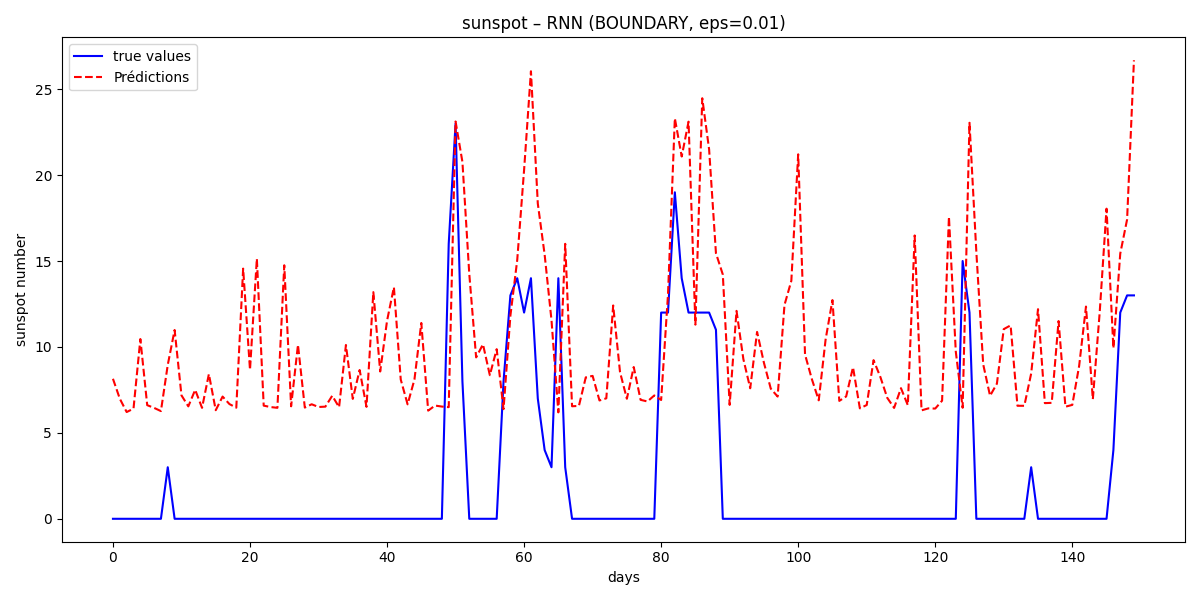 sunspot – RNN (BOUNDARY, eps=0.01)
true values
Prédictions
sunspot number
25
20
15
10
5
0
0 20 40 60 80 100 120 140
days